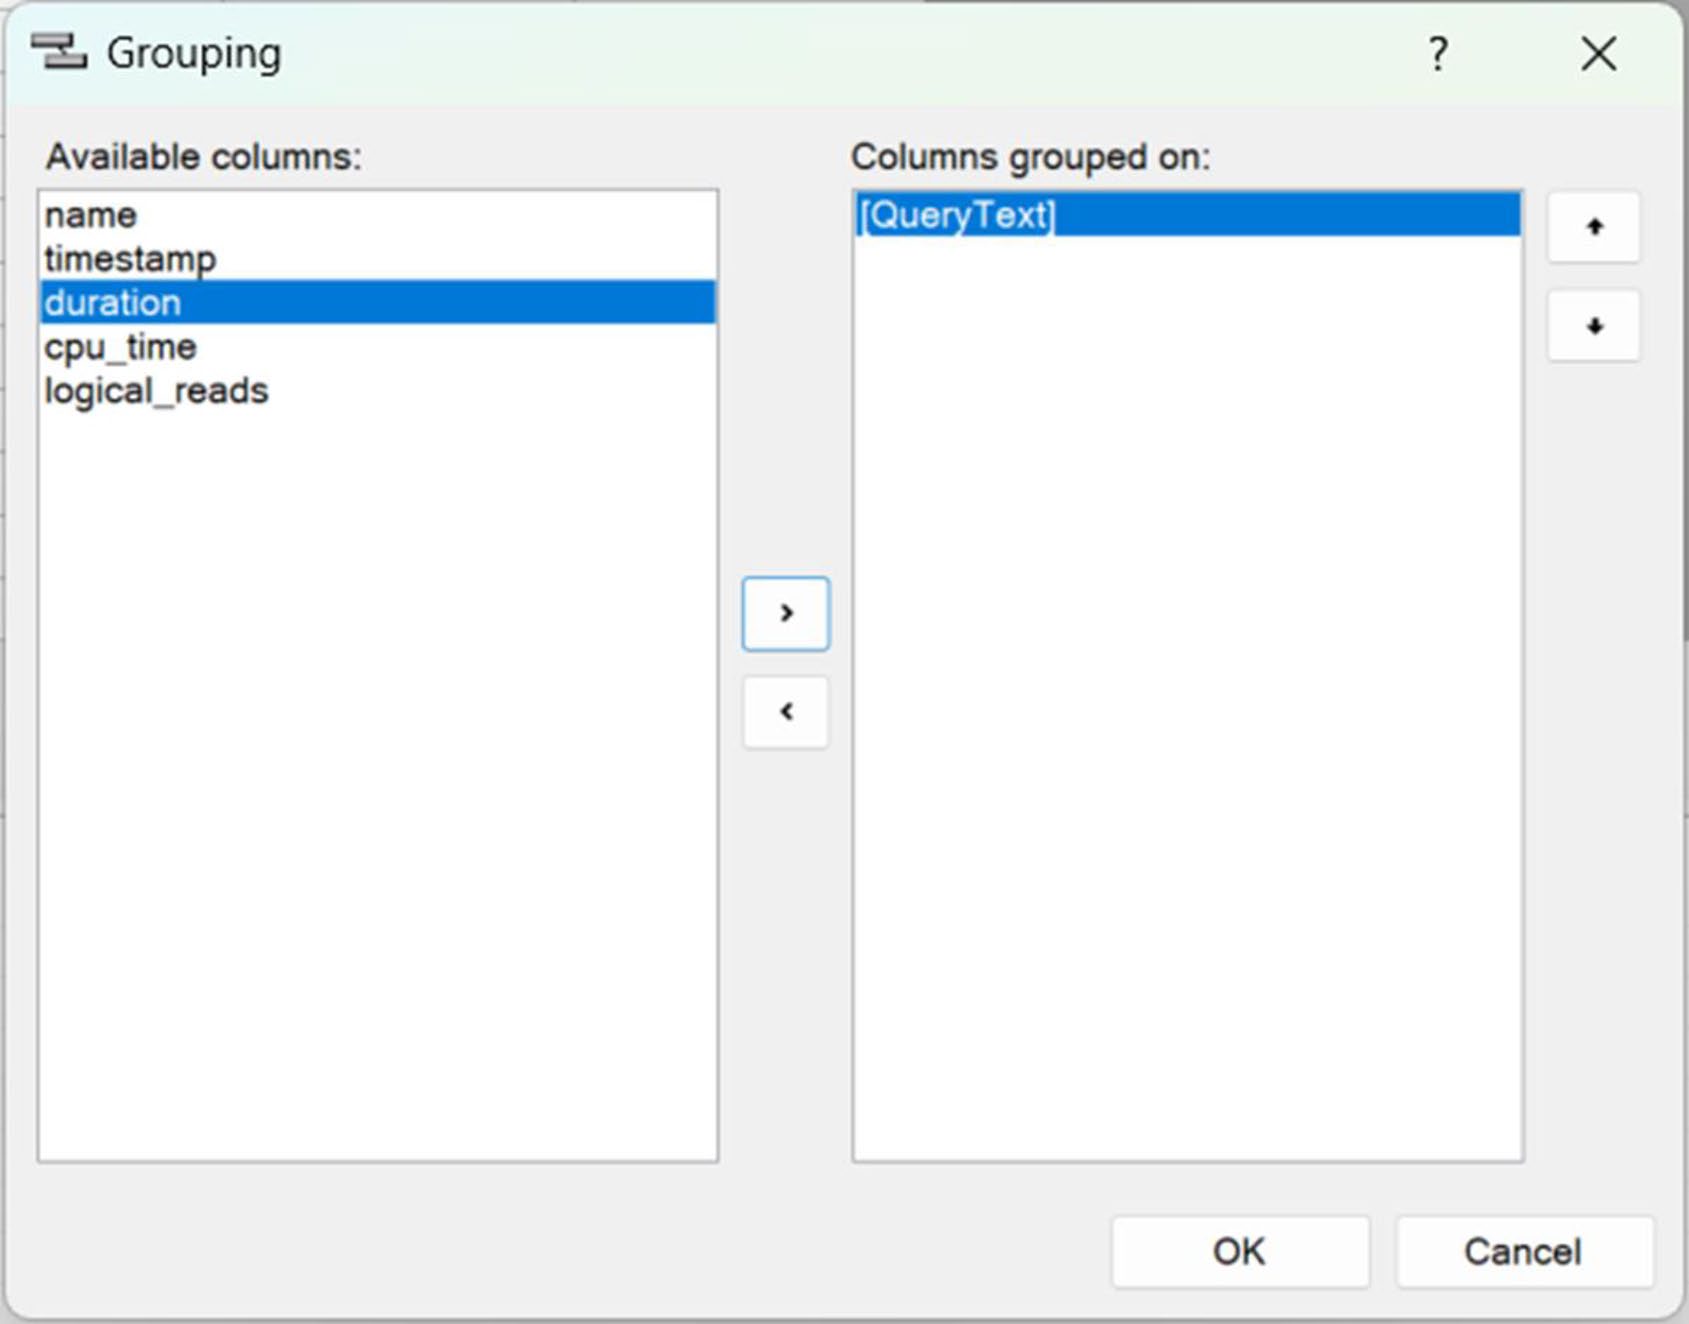 Grouping
?
Available columns:
name
timestamp
duration
cpu_time
logical_reads
Columns grouped on:
[QueryText]
OK
Cancel